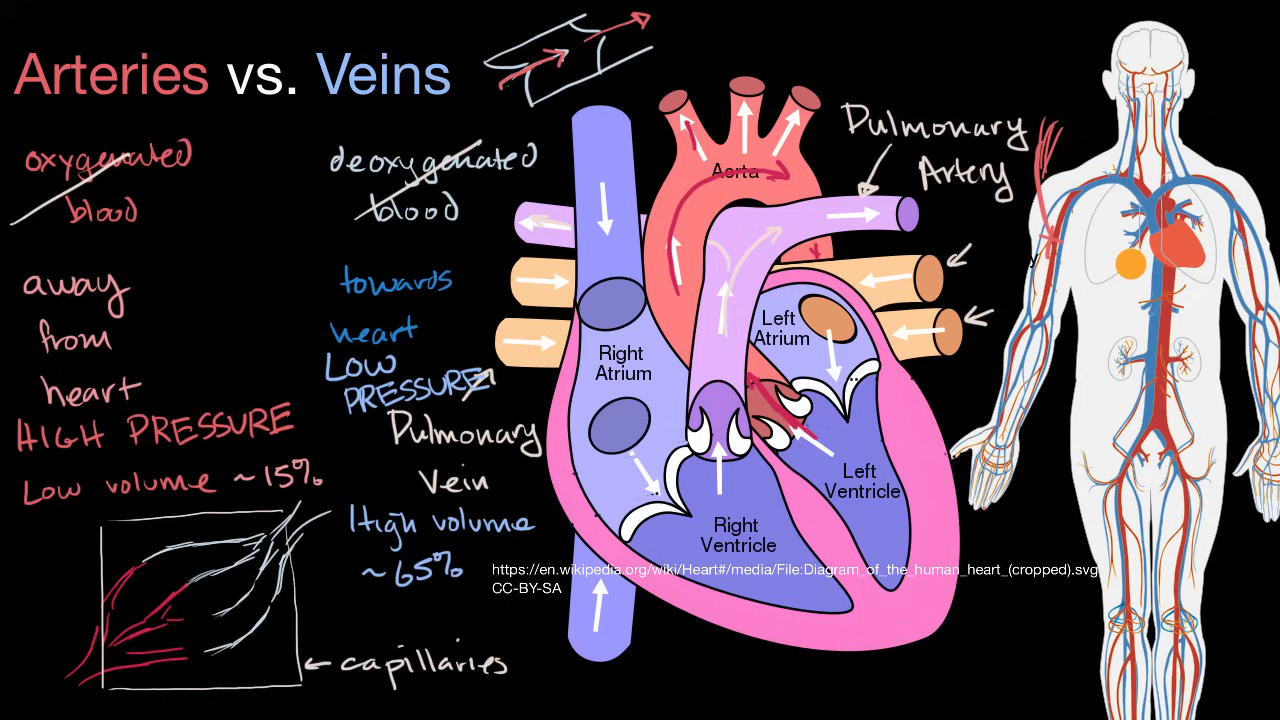 Arteries vs. Veins
oxygenated
blood
deoxygenated
blood
away
from
heart
HIGH PRESSURE
Low volume ~15%
towards
heart
LOW
PRESSURE
Pulmonary
Vein
High volume
~65%
capillaries
Pulmonary
Artery
Aorta
Left
Atrium
Right
Atrium
Left
Ventricle
Right
Ventricle
https://en.wikipedia.org/wiki/Heart#/media/File:Diagram_of_the_human_heart_(cropped).svg
CC-BY-SA